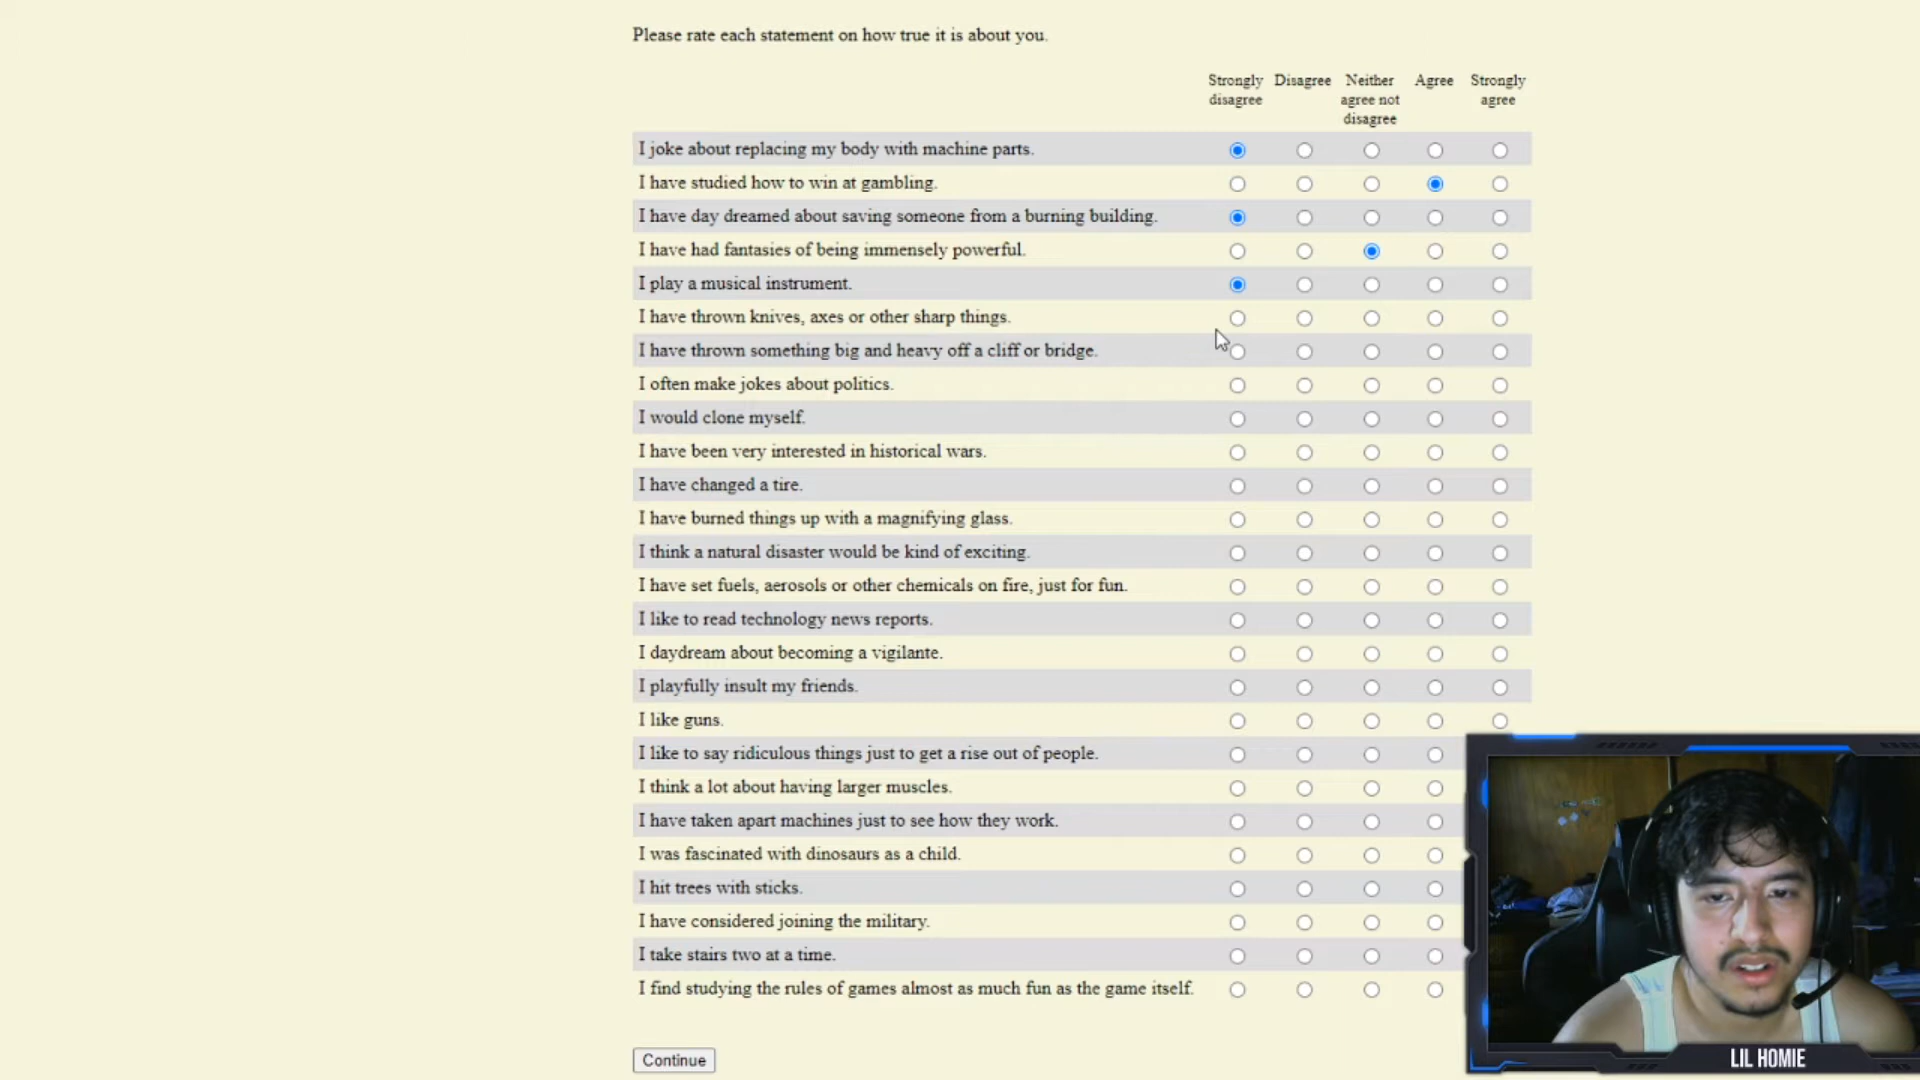 Please rate each statement on how true it is about you.
Strongly disagree
Disagree
Neither agree not disagree
Agree
Strongly agree
I joke about replacing my body with machine parts.
I have studied how to win at gambling.
I have day dreamed about saving someone from a burning building.
I have had fantasies of being immensely powerful.
I play a musical instrument.
I have thrown knives, axes or other sharp things.
I have thrown something big and heavy off a cliff or bridge.
I often make jokes about politics.
I would clone myself.
I have been very interested in historical wars.
I have changed a tire.
I have burned things up with a magnifying glass.
I think a natural disaster would be kind of exciting.
I have set fuels, aerosols or other chemicals on fire, just for fun.
I like to read technology news reports.
I daydream about becoming a vigilante.
I playfully insult my friends.
I like guns.
I like to say ridiculous things just to get a rise out of people.
I think a lot about having larger muscles.
I have taken apart machines just to see how they work.
I was fascinated with dinosaurs as a child.
I hit trees with sticks.
I have considered joining the military.
I take stairs two at a time.
I find studying the rules of games almost as much fun as the game itself.
Continue
LIL HOMIE